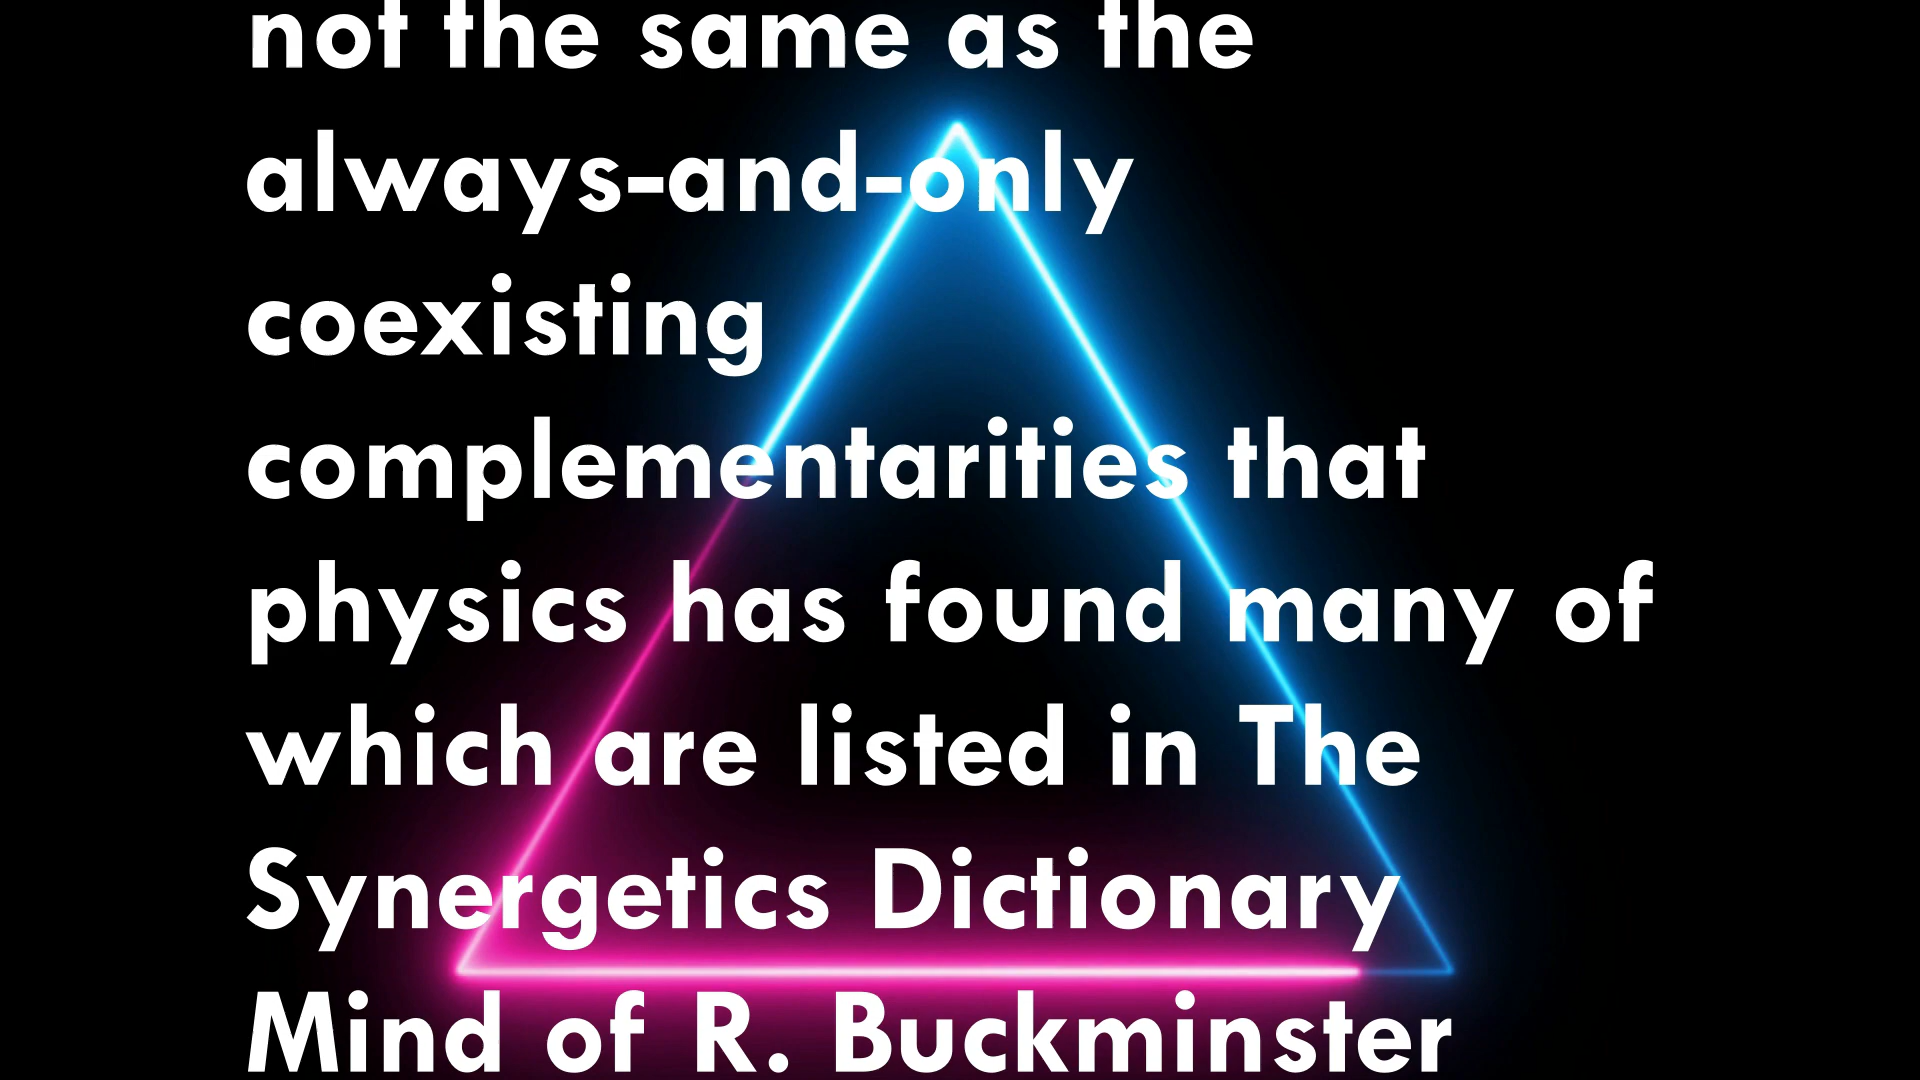 not the same as the
always-and-only
coexisting
complementarities that
physics has found many of
which are listed in The
Synergetics Dictionary
Mind of R. Buckminster